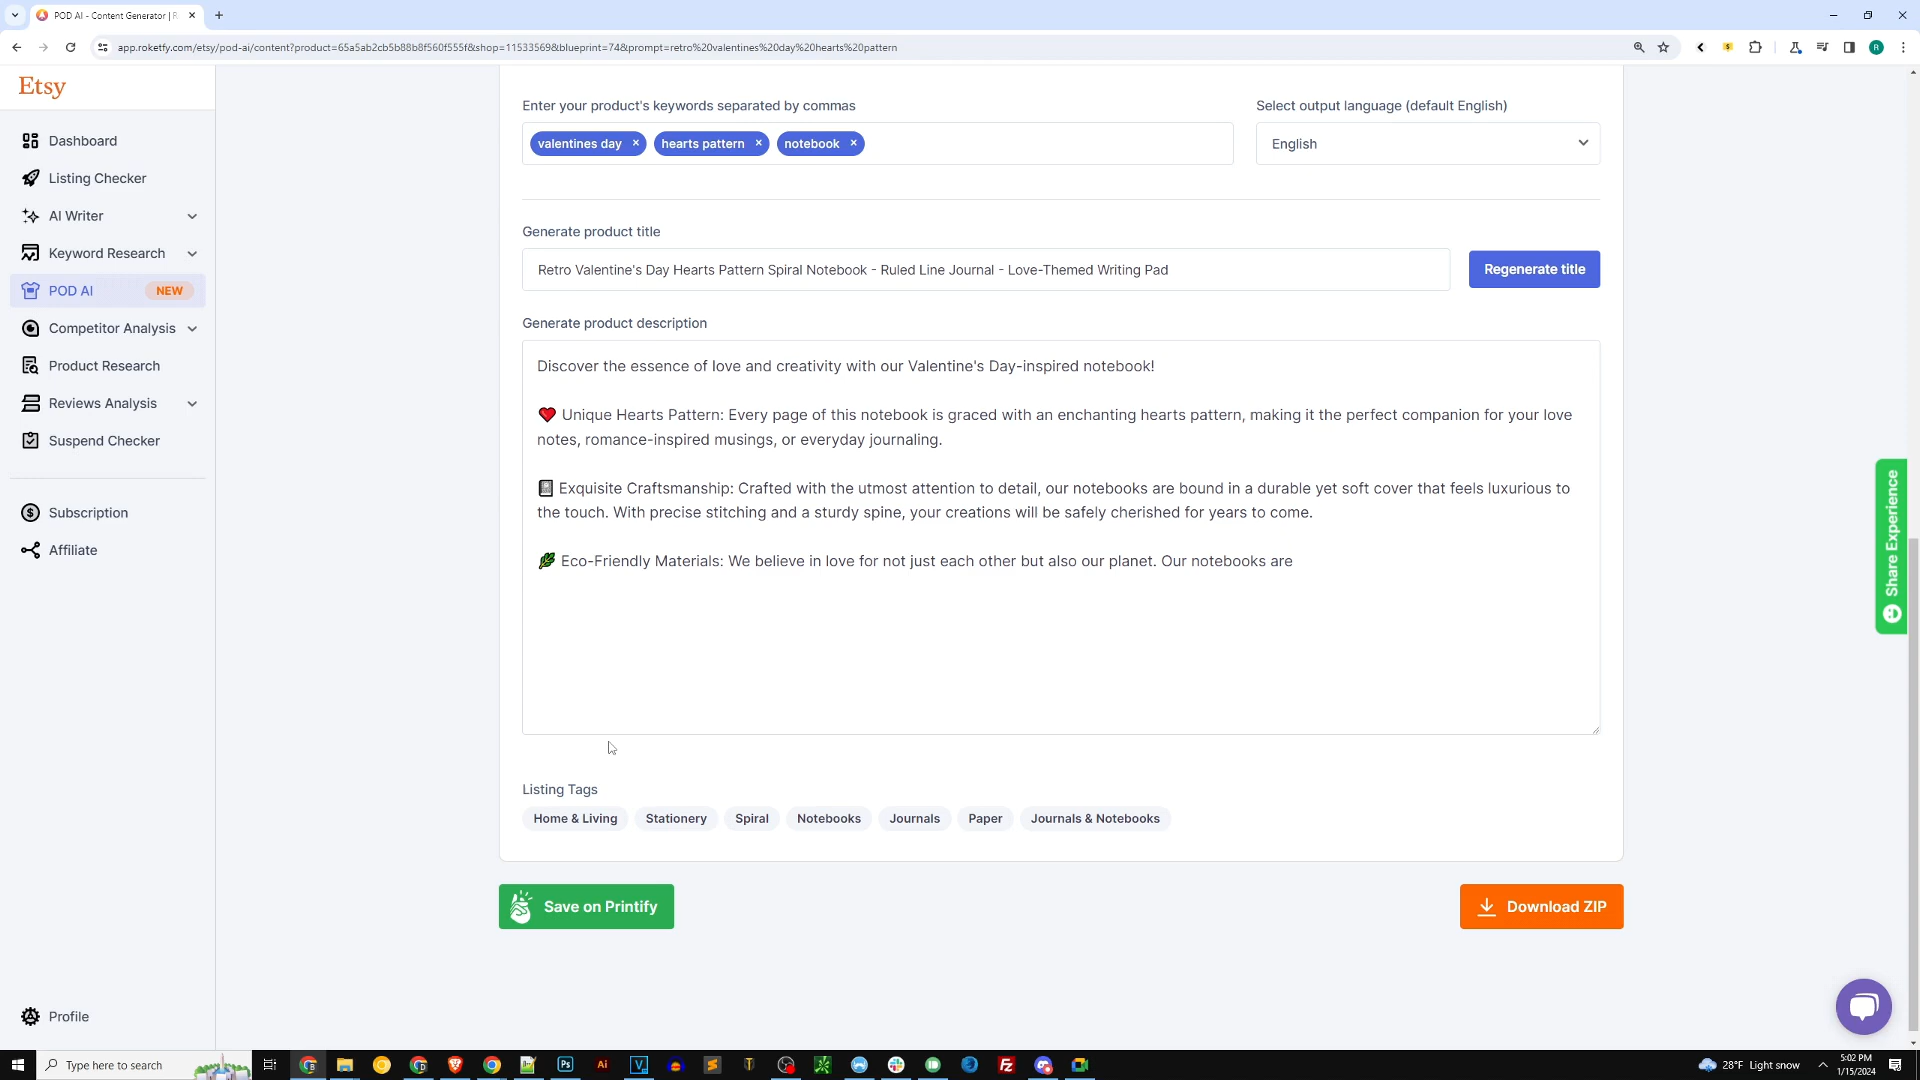 POD AI - Content Generator | R
app.roketfy.com/etsy/pod-ai/content?product=65a5ab2cb5b88b8f560f555f&shop=11533569&blueprint=74&prompt=retro%20valentines%20day%20hearts%20pattern
Etsy
Dashboard
Listing Checker
AI Writer
Keyword Research
POD AI NEW
Competitor Analysis
Product Research
Reviews Analysis
Suspend Checker
Subscription
Affiliate
Profile
Enter your product's keywords separated by commas
valentines day × hearts pattern × notebook ×
Select output language (default English)
English
Generate product title
Retro Valentine's Day Hearts Pattern Spiral Notebook - Ruled Line Journal - Love-Themed Writing Pad
Regenerate title
Generate product description
Discover the essence of love and creativity with our Valentine's Day-inspired notebook!
❤️ Unique Hearts Pattern: Every page of this notebook is graced with an enchanting hearts pattern, making it the perfect companion for your love
notes, romance-inspired musings, or everyday journaling.
📓 Exquisite Craftsmanship: Crafted with the utmost attention to detail, our notebooks are bound in a durable yet soft cover that feels luxurious to
the touch. With precise stitching and a sturdy spine, your creations will be safely cherished for years to come.
🌿 Eco-Friendly Materials: We believe in love for not just each other but also our planet. Our notebooks are
Listing Tags
Home & Living Stationery Spiral Notebooks Journals Paper Journals & Notebooks
Save on Printify
Download ZIP
Share Experience
Type here to search
28°F Light snow
5:02 PM
1/15/2024